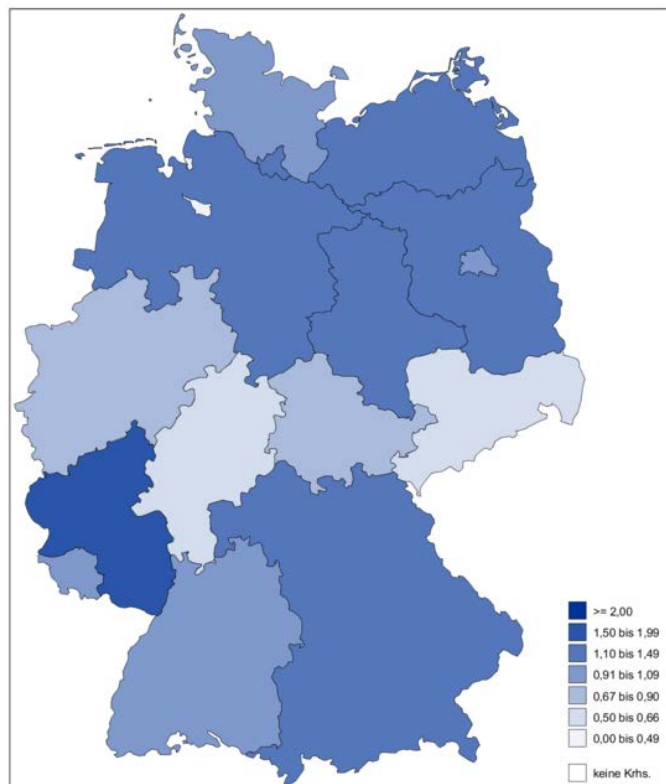 >= 2,00
1,50 bis 1,99
1,10 bis 1,49
0,91 bis 1,09
0,67 bis 0,90
0,50 bis 0,66
0,00 bis 0,49
keine Krhs.